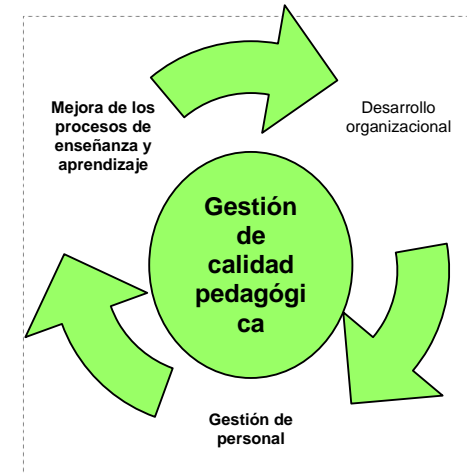 Mejora de los
procesos de
enseñanza y
aprendizaje
Desarrollo
organizacional
Gestión
de
calidad
pedagógi
ca
Gestión de
personal